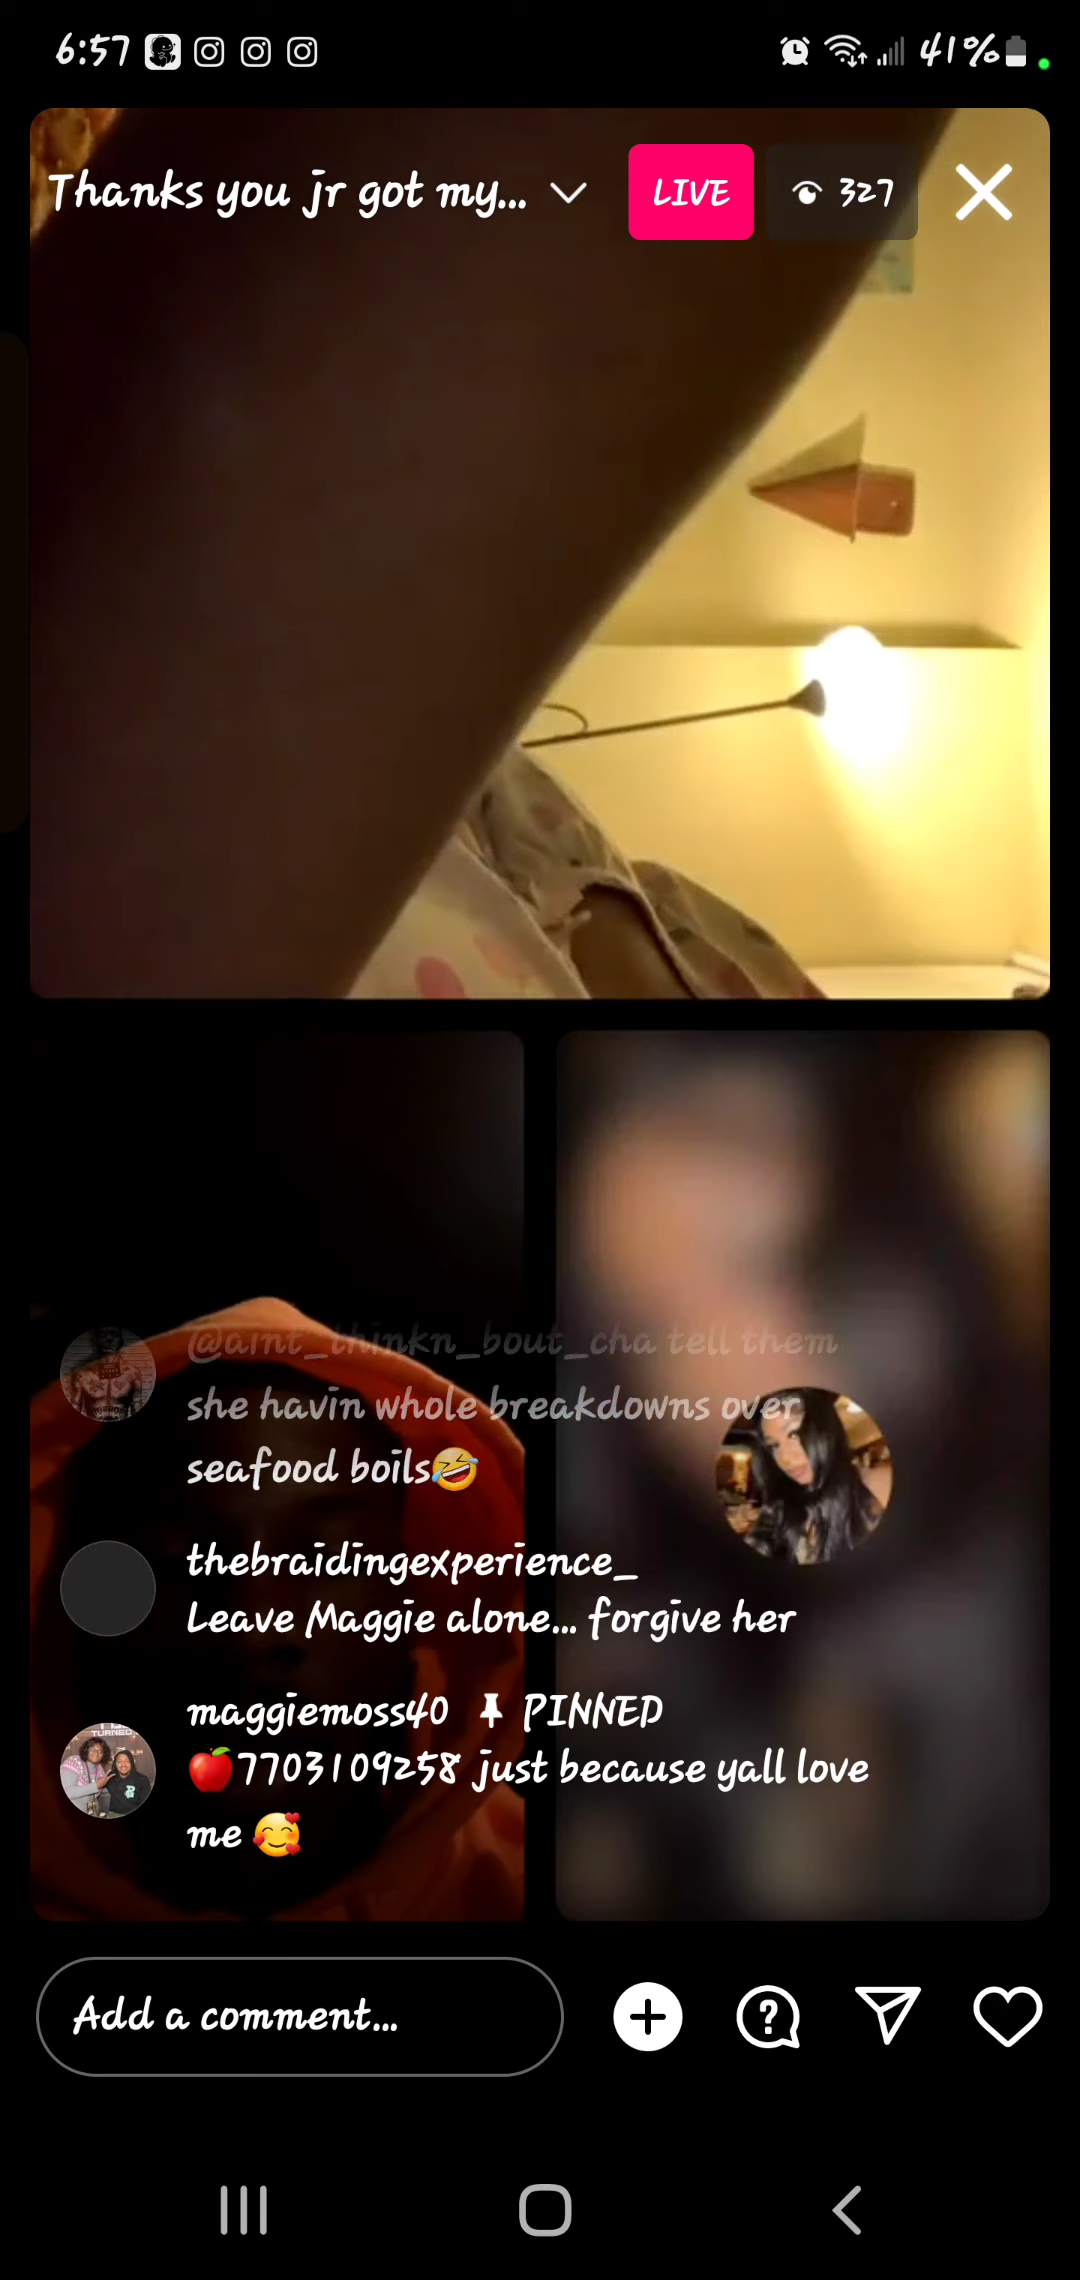 6:57 41%
Thanks you jr got my... LIVE 327
@aint_thinkn_bout_cha tell them
she havin whole breakdowns over
seafood boils🤣
thebraidingexperience_
Leave Maggie alone... forgive her
maggiemoss40 PINNED
TURNED
🍎7703109258 just because yall love
me 🥰
Add a comment...